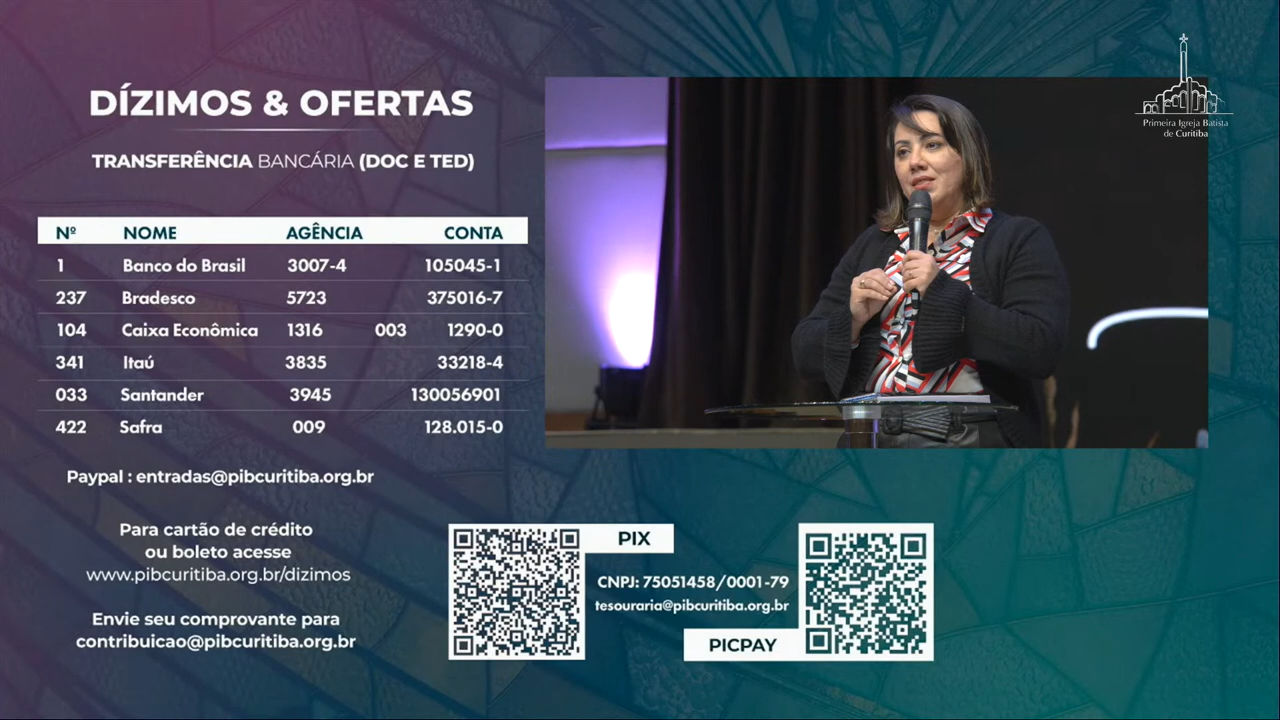 DÍZIMOS & OFERTAS
TRANSFERÊNCIA BANCÁRIA (DOC E TED)
Nº NOME AGÊNCIA CONTA
1 Banco do Brasil 3007-4 105045-1
237 Bradesco 5723 375016-7
104 Caixa Econômica 1316 003 1290-0
341 Itaú 3835 33218-4
033 Santander 3945 130056901
422 Safra 009 128.015-0
Paypal : entradas@pibcuritiba.org.br
Para cartão de crédito
ou boleto acesse
www.pibcuritiba.org.br/dizimos
Envie seu comprovante para
contribuicao@pibcuritiba.org.br
PIX
CNPJ: 75051458/0001-79
tesouraria@pibcuritiba.org.br
PICPAY
Primeira Igreja Batista
de Curitiba